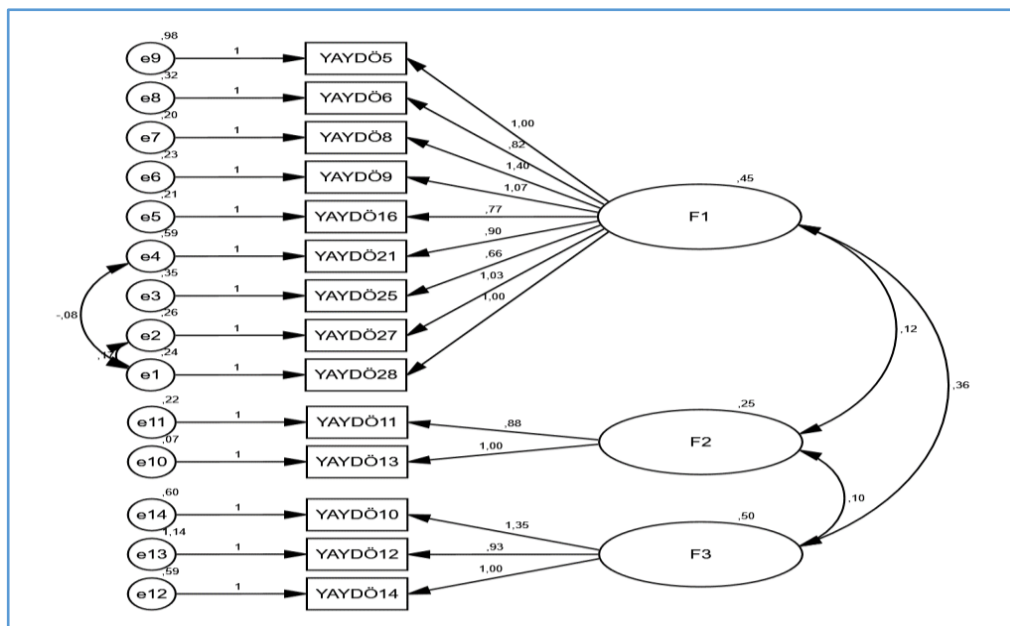 ,98
e9 1 YAYDÖ5
,32
e8 1 YAYDÖ6
,20
e7 1 YAYDÖ8
,23
e6 1 YAYDÖ9
,21
e5 1 YAYDÖ16
,59
e4 1 YAYDÖ21
,35
e3 1 YAYDÖ25
,26
e2 1 YAYDÖ27
,24
e1 1 YAYDÖ28
-,08
1,00
,82
1,40
1,07
,77
,90
,66
1,03
1,00
,45
F1
,12
,36
,22
e11 1 YAYDÖ11
,07
e10 1 YAYDÖ13
,88
1,00
,25
F2
,10
,60
e14 1 YAYDÖ10
1,14
e13 1 YAYDÖ12
,59
e12 1 YAYDÖ14
1,35
,93
1,00
,50
F3